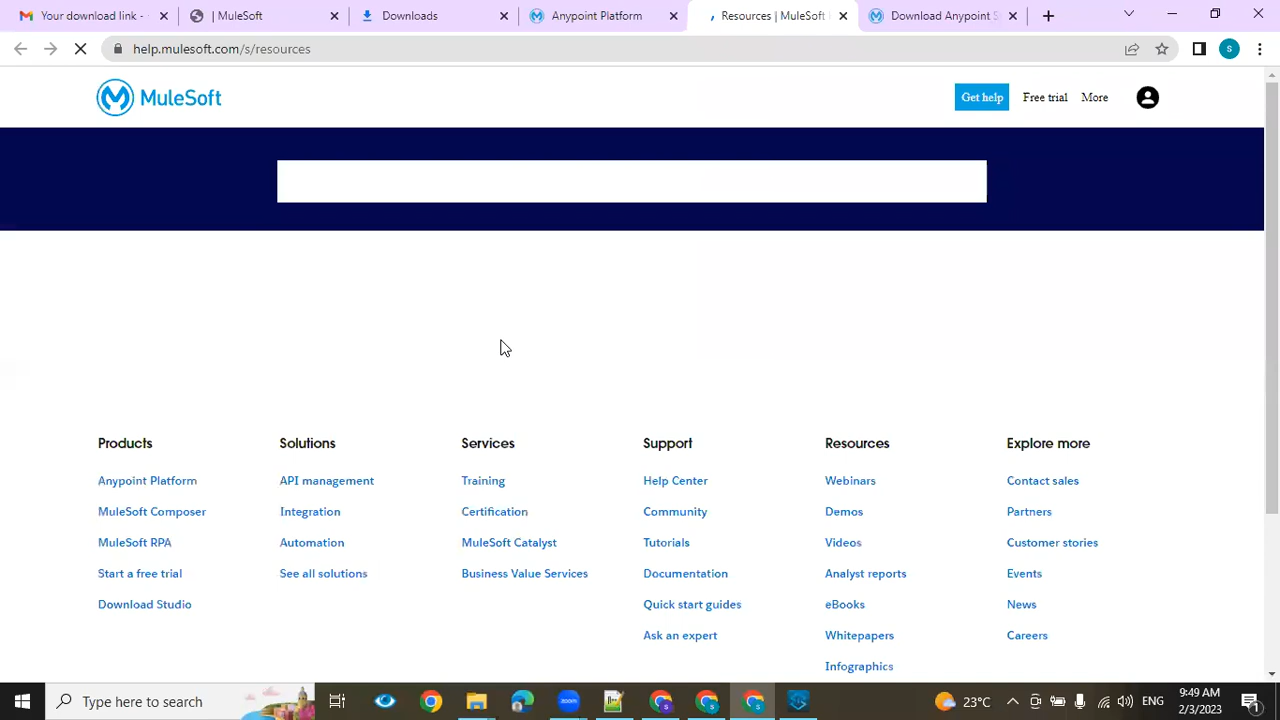 Your download link -
MuleSoft
Downloads
Anypoint Platform
Resources | MuleSoft
Download Anypoint S
help.mulesoft.com/s/resources
s
MuleSoft
Get help
Free trial
More
Products
Solutions
Services
Support
Resources
Explore more
Anypoint Platform
API management
Training
Help Center
Webinars
Contact sales
MuleSoft Composer
Integration
Certification
Community
Demos
Partners
MuleSoft RPA
Automation
MuleSoft Catalyst
Tutorials
Videos
Customer stories
Start a free trial
See all solutions
Business Value Services
Documentation
Analyst reports
Events
Download Studio
Quick start guides
eBooks
News
Ask an expert
Whitepapers
Careers
Infographics
Type here to search
zoom
23°C
ENG
9:49 AM
2/3/2023
1